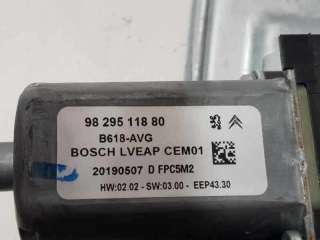 98 295 118 80
B618-AVG
BOSCH LVEAP CEM01
20190507 D FPC5M2
HW:02.02 - SW:03.00 - EEP43.30